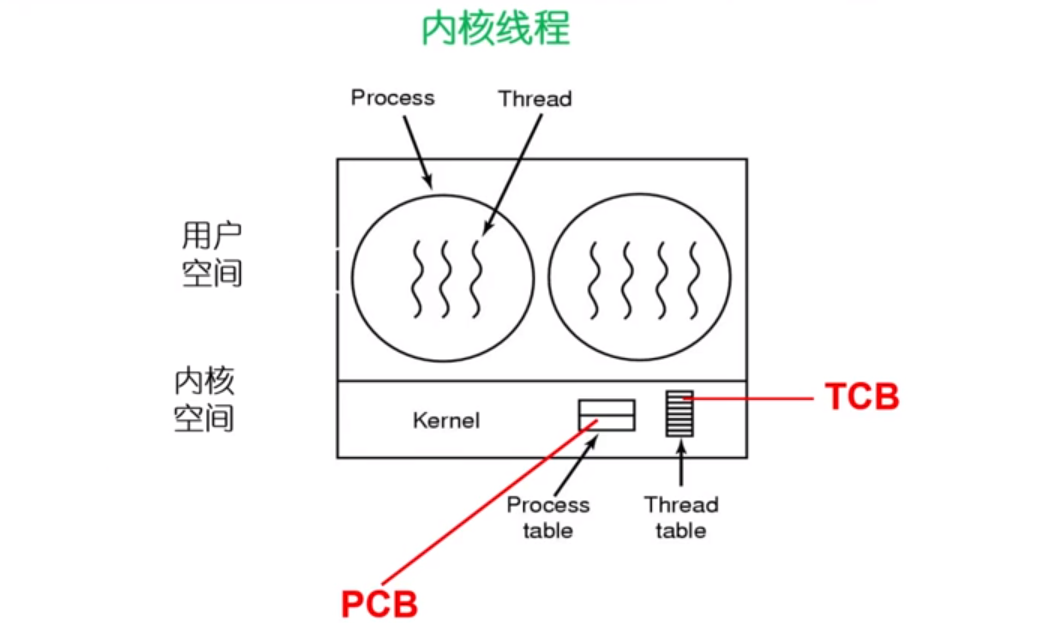 内核线程
Process
Thread
用户
空间
内核
空间
Kernel
TCB
Process
table
Thread
table
PCB